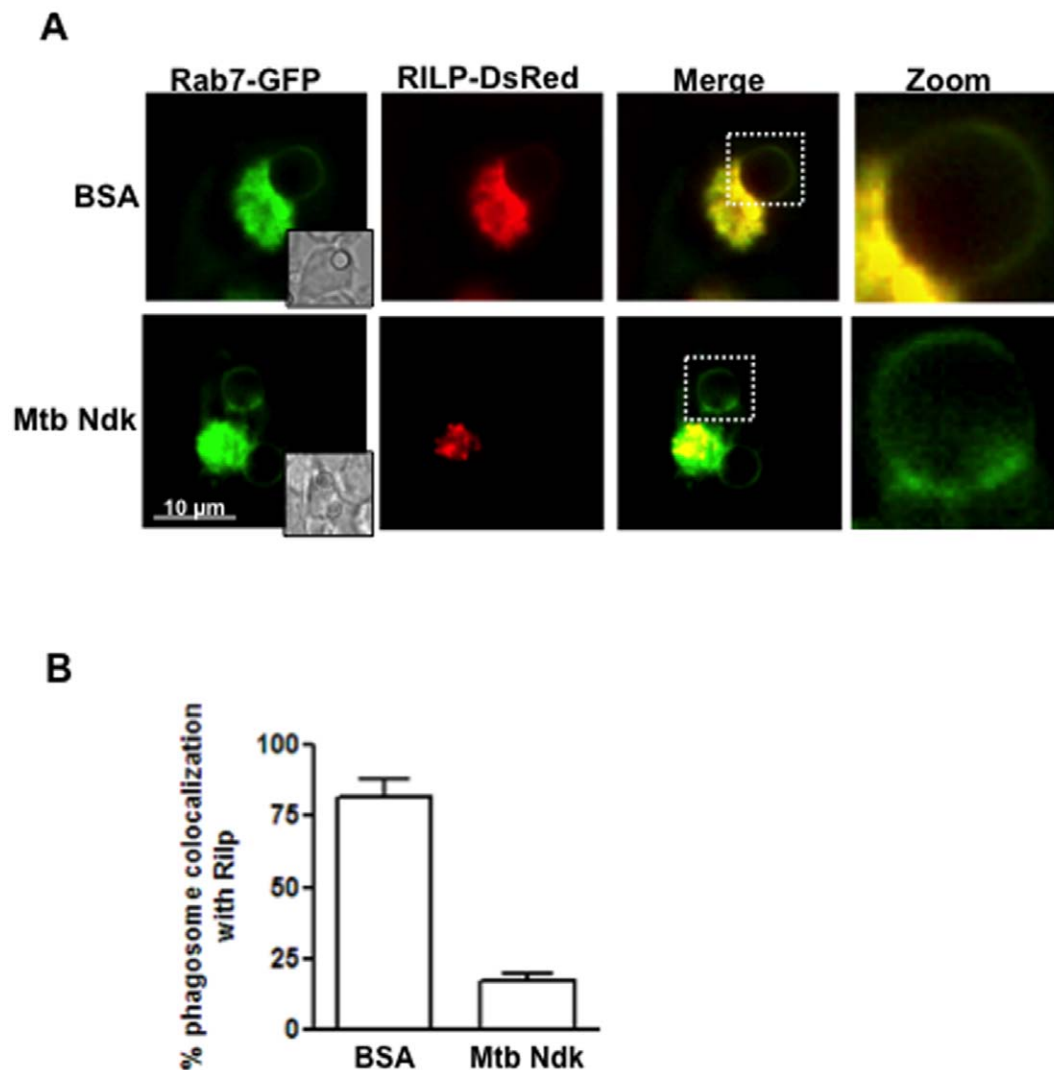 A
Rab7-GFP RILP-DsRed Merge Zoom
BSA
Mtb Ndk
10 µm
B
% phagosome colocalization
with Rilp
100
75
50
25
0
BSA Mtb Ndk